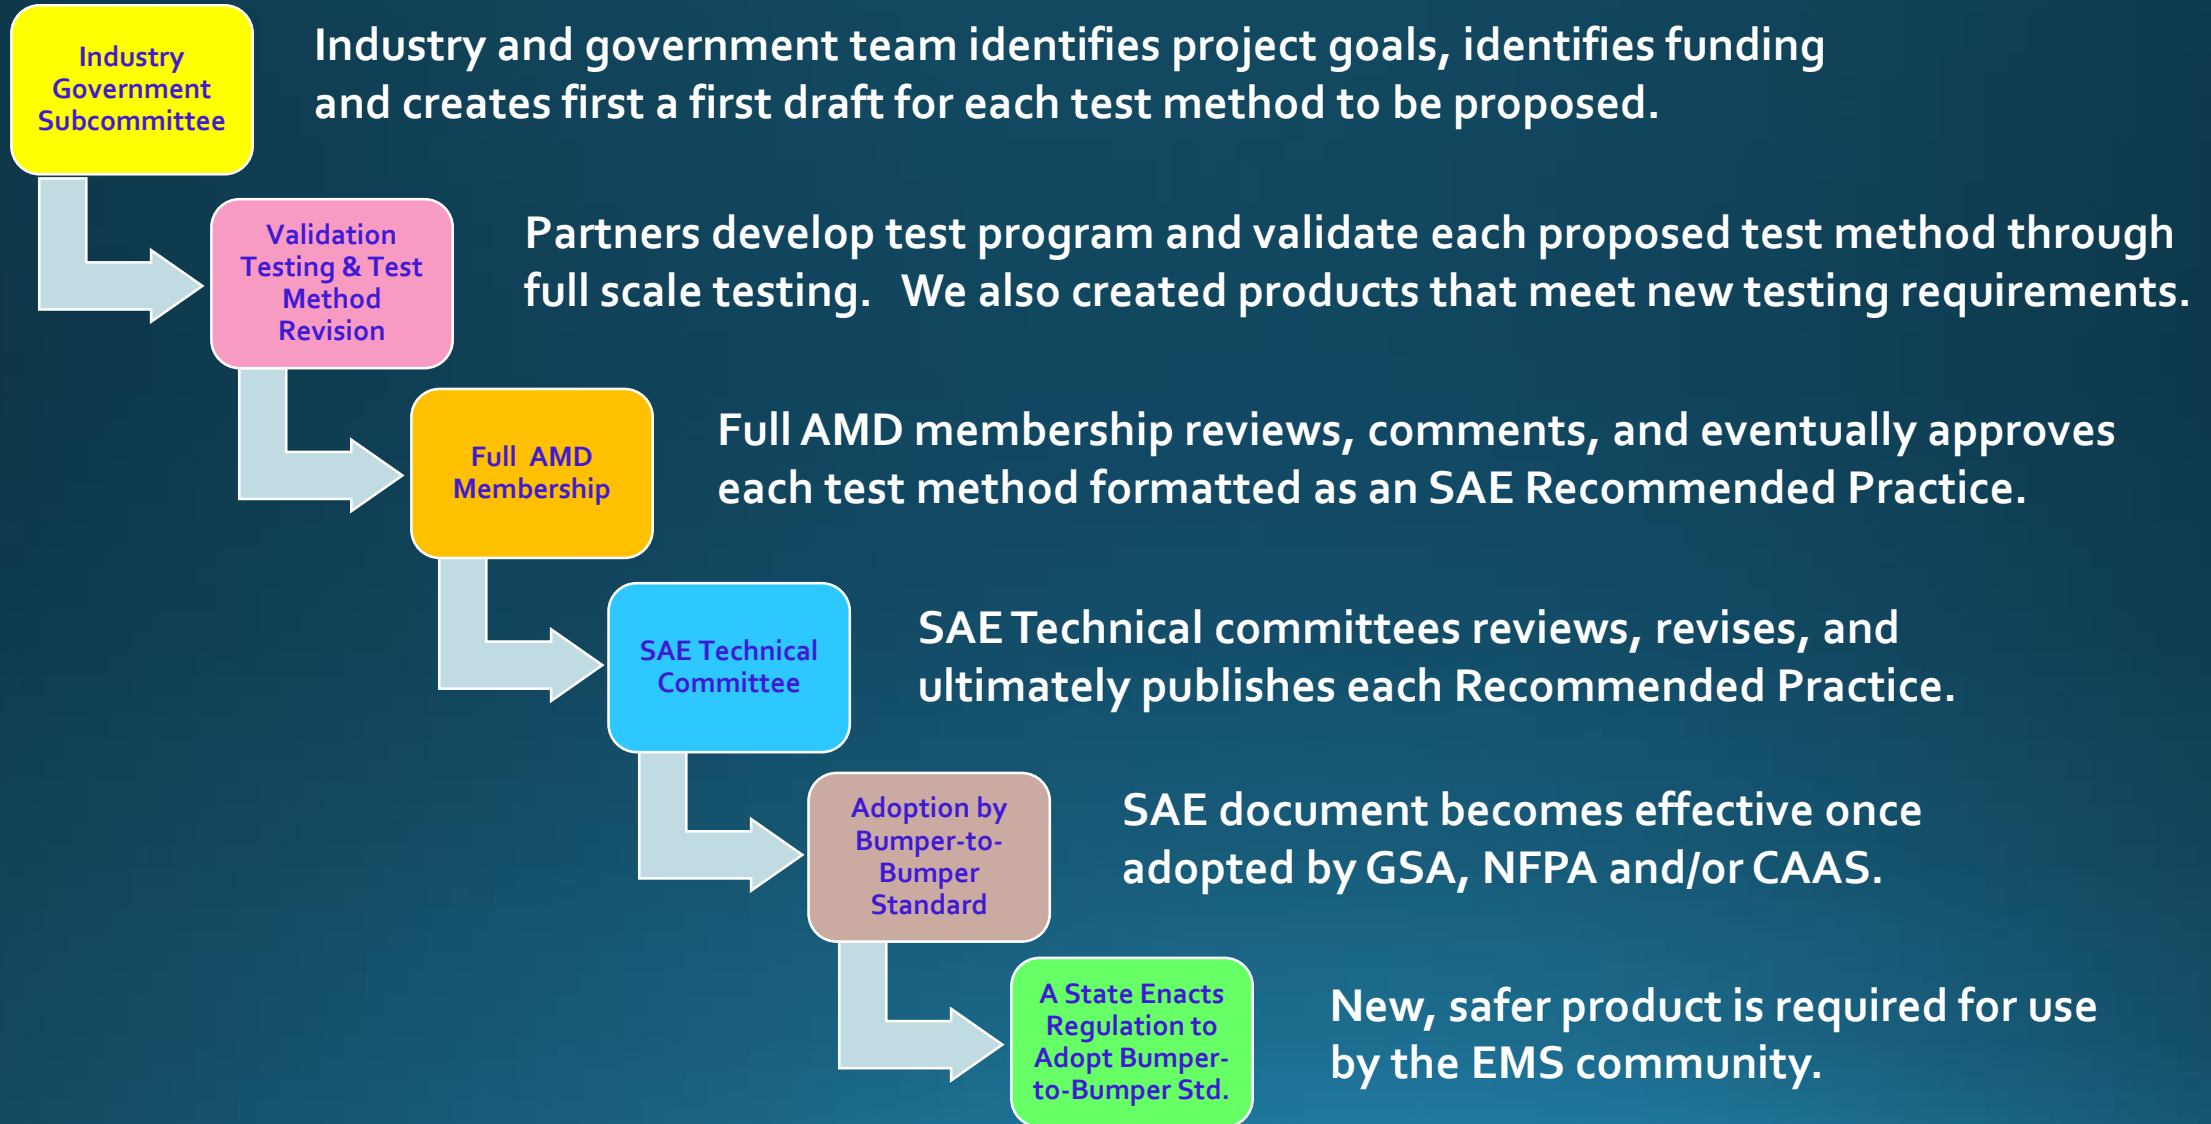 Industry
Government
Subcommittee
Industry and government team identifies project goals, identifies funding
and creates first a first draft for each test method to be proposed.
Validation
Testing & Test
Method
Revision
Partners develop test program and validate each proposed test method through
full scale testing.   We also created products that meet new testing requirements.
Full  AMD
Membership
Full AMD membership reviews, comments, and eventually approves
each test method formatted as an SAE Recommended Practice.
SAE Technical
Committee
SAE Technical committees reviews, revises, and
ultimately publishes each Recommended Practice.
Adoption by
Bumper-to-
Bumper
Standard
SAE document becomes effective once
adopted by GSA, NFPA and/or CAAS.
A State Enacts
Regulation to
Adopt Bumper-
to-Bumper Std.
New, safer product is required for use
by the EMS community.